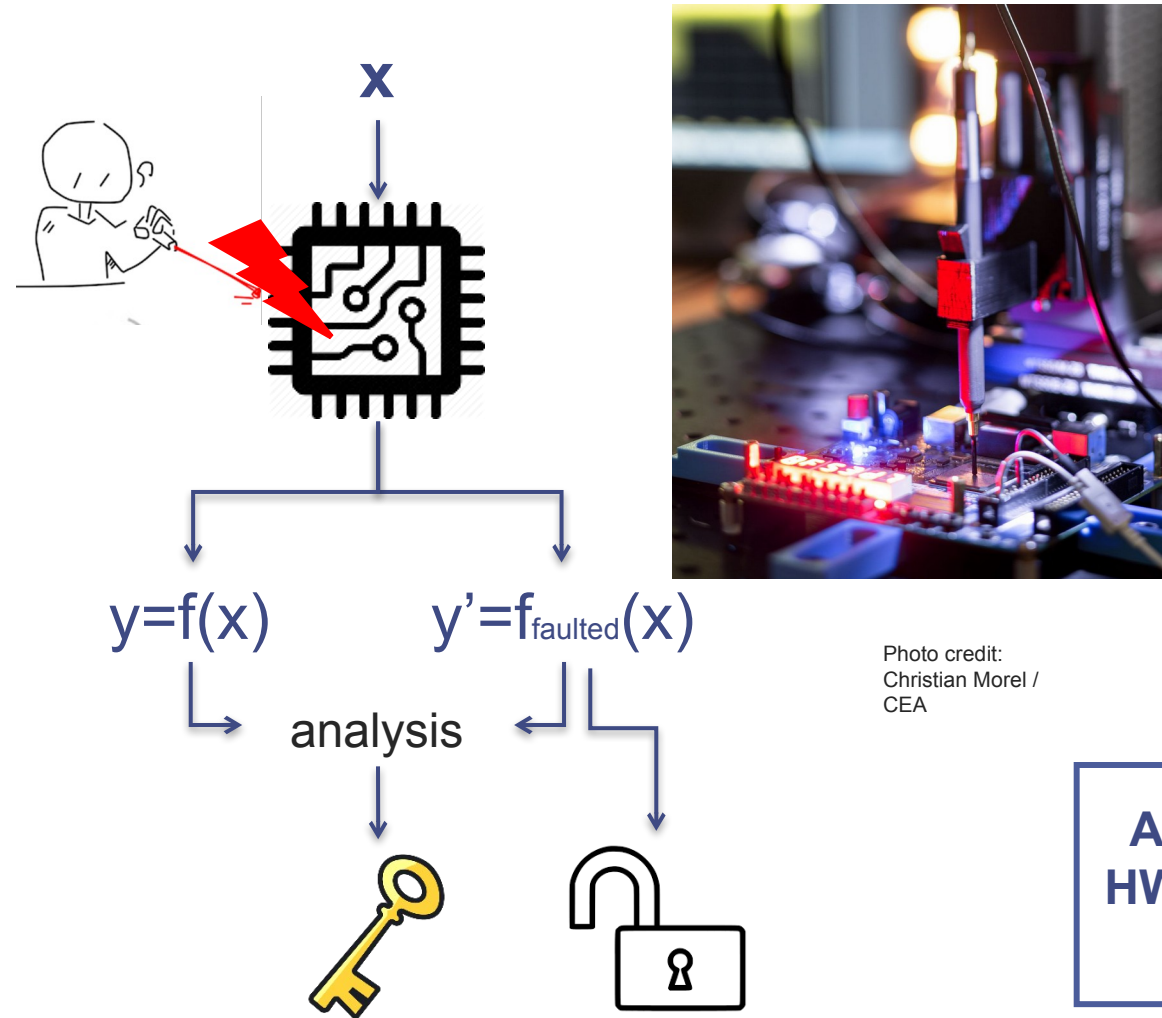 x
y=f(x)
y’=ffaulted(x)
analysis
Photo credit:
Christian Morel /
CEA
A
HW